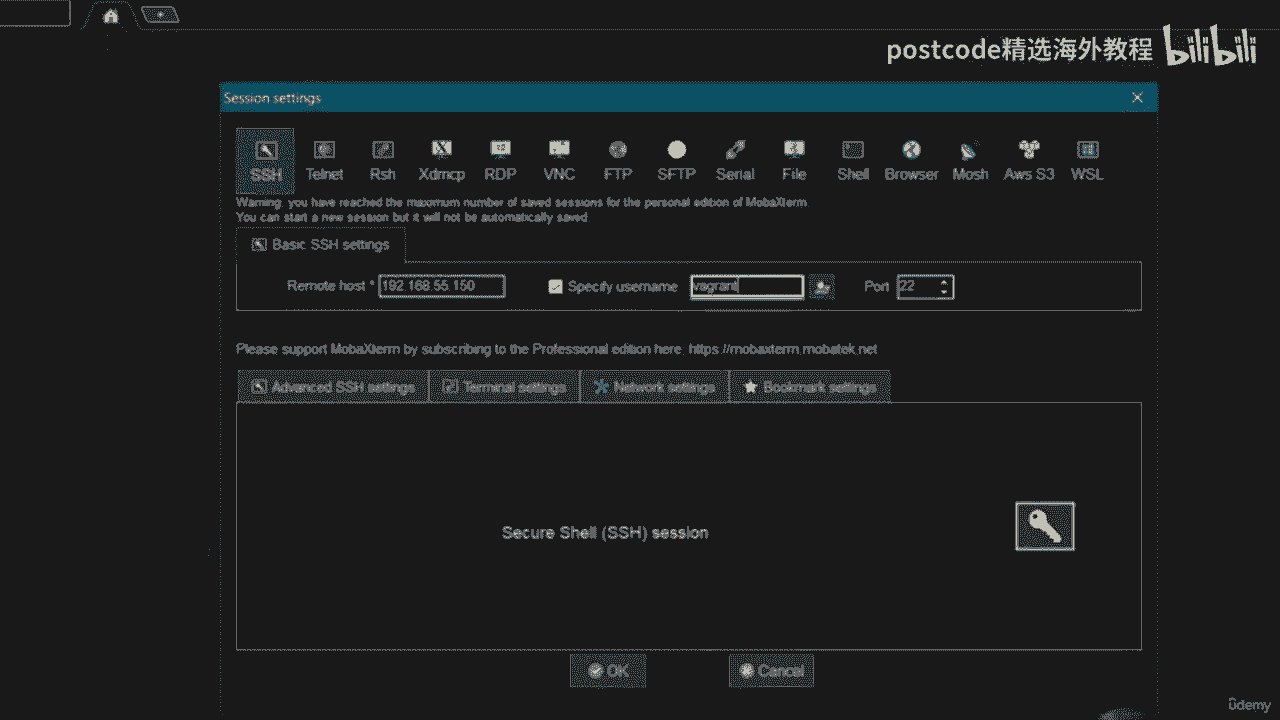 postcode精选海外教程 bilibili
Session settings
SSH Telnet Rsh Xdmcp RDP VNC FTP SFTP Serial File Shell Browser Mosh Aws S3 WSL
Warning: you have reached the maximum number of saved sessions for the personal edition of MobaXterm.
You can start a new session but it will not be automatically saved.
Basic SSH settings
Remote host * 192.168.55.150 Specify username vagrant Port 22
Please support MobaXterm by subscribing to the Professional edition here: https://mobaxterm.mobatek.net
Advanced SSH settings Terminal settings Network settings Bookmark settings
Secure Shell (SSH) session
OK Cancel
ûdemy